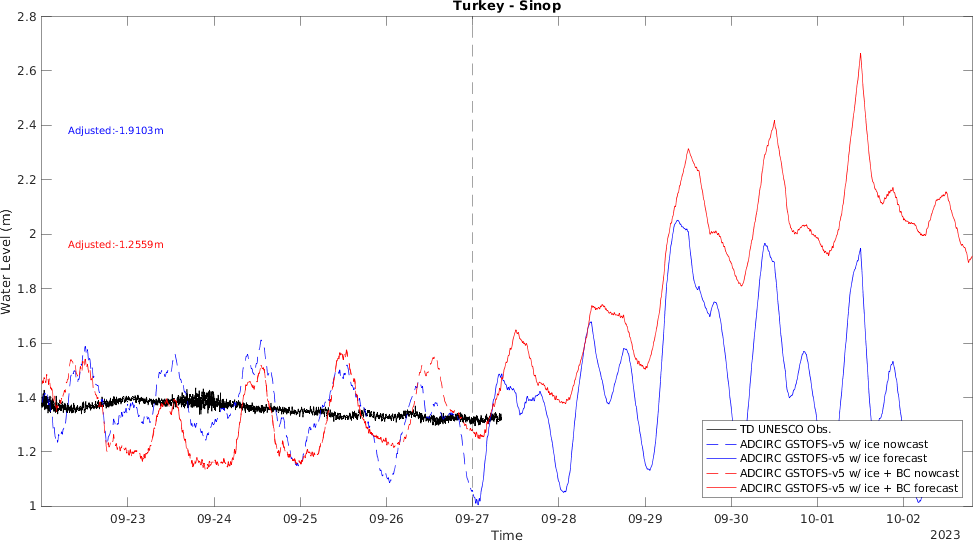 Turkey - Sinop
2.8
2.6
2.4
2.2
2
1.8
1.6
1.4
1.2
1
Water Level (m)
Adjusted:-1.9103m
Adjusted:-1.2559m
TD UNESCO Obs.
ADCIRC GSTOFS-v5 w/ ice nowcast
ADCIRC GSTOFS-v5 w/ ice forecast
ADCIRC GSTOFS-v5 w/ ice + BC nowcast
ADCIRC GSTOFS-v5 w/ ice + BC forecast
09-23 09-24 09-25 09-26 09-27 09-28 09-29 09-30 10-01 10-02
Time
2023